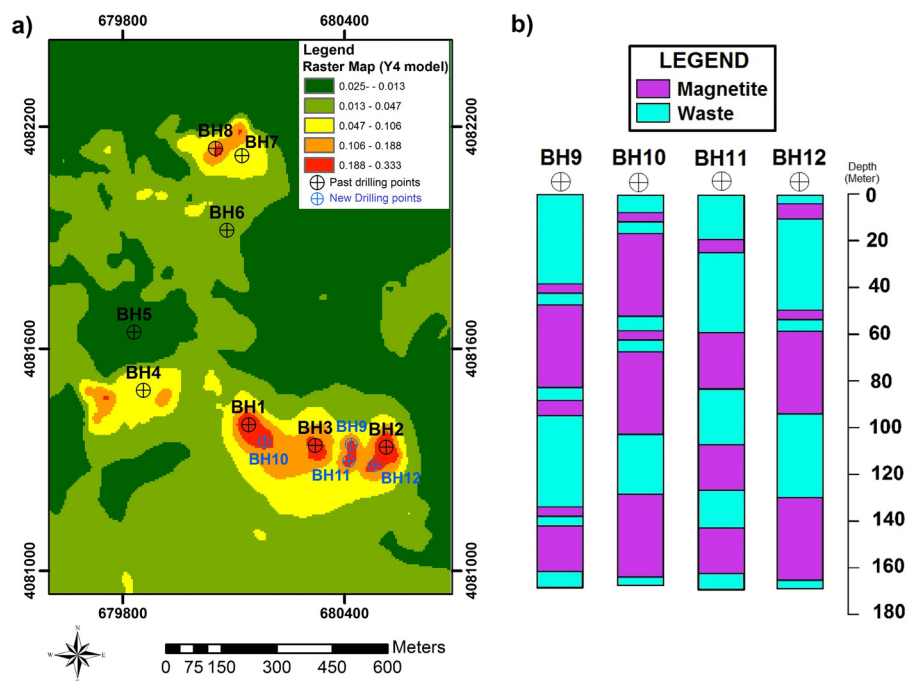 a)
679800
680400
Legend
Raster Map (Y4 model)
0.025- - 0.013
0.013 - 0.047
0.047 - 0.106
0.106 - 0.188
0.188 - 0.333
Past drilling points
New Drilling points
4082200
4081600
4081000
4082200
4081600
4081000
BH8
BH7
BH6
BH5
BH4
BH1
BH3
BH9
BH2
BH10
BH11
BH12
679800
680400
N
W
E
S
Meters
0
75
150
300
450
600
b)
LEGEND
Magnetite
Waste
BH9
BH10
BH11
BH12
Depth
(Meter)
0
20
40
60
80
100
120
140
160
180